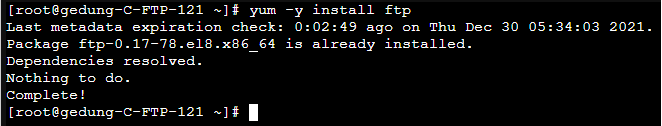 [root@gedung-C-FTP-121 ~]# yum -y install ftp
Last metadata expiration check: 0:02:49 ago on Thu Dec 30 05:34:03 2021.
Package ftp-0.17-78.el8.x86_64 is already installed.
Dependencies resolved.
Nothing to do.
Complete!
[root@gedung-C-FTP-121 ~]#